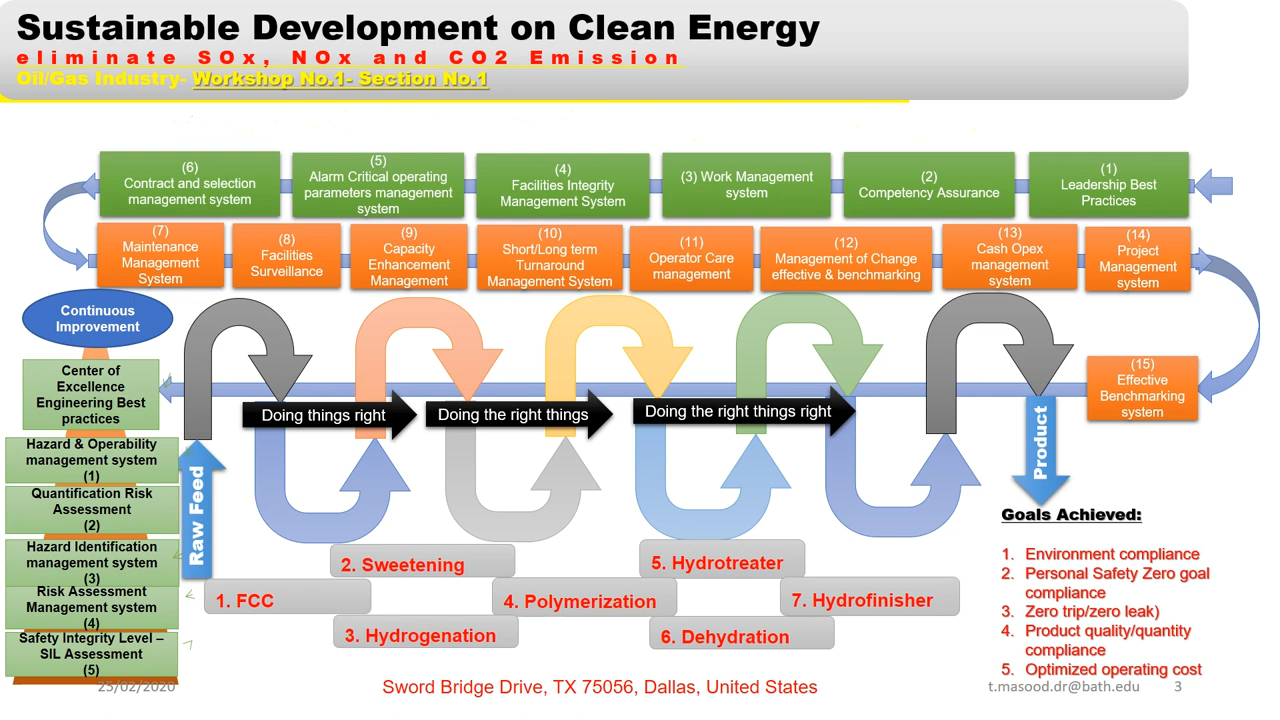 Sustainable Development on Clean Energy
eliminate SOx, NOx and CO2 Emission
Oil/Gas Industry- Workshop No.1- Section No.1
(6)
Contract and selection
management system
(5)
Alarm Critical operating
parameters management
system
(4)
Facilities Integrity
Management System
(3) Work Management
system
(2)
Competency Assurance
(1)
Leadership Best
Practices
(7)
Maintenance
Management
System
(8)
Facilities
Surveillance
(9)
Capacity
Enhancement
Management
(10)
Short/Long term
Turnaround
Management System
(11)
Operator Care
management
(12)
Management of Change
effective & benchmarking
(13)
Cash Opex
management
system
(14)
Project
Management
system
(15)
Effective
Benchmarking
system
Continuous
Improvement
Center of
Excellence
Engineering Best
practices
Hazard & Operability
management system
(1)
Quantification Risk
Assessment
(2)
Hazard Identification
management system
(3)
Risk Assessment
Management system
(4)
Safety Integrity Level –
SIL Assessment
(5)
Raw Feed
Doing things right
Doing the right things
Doing the right things right
Product
1. FCC
2. Sweetening
3. Hydrogenation
4. Polymerization
5. Hydrotreater
6. Dehydration
7. Hydrofinisher
Goals Achieved:
1. Environment compliance
2. Personal Safety Zero goal
compliance
3. Zero trip/zero leak)
4. Product quality/quantity
compliance
5. Optimized operating cost
25/02/2020
Sword Bridge Drive, TX 75056, Dallas, United States
t.masood.dr@bath.edu
3